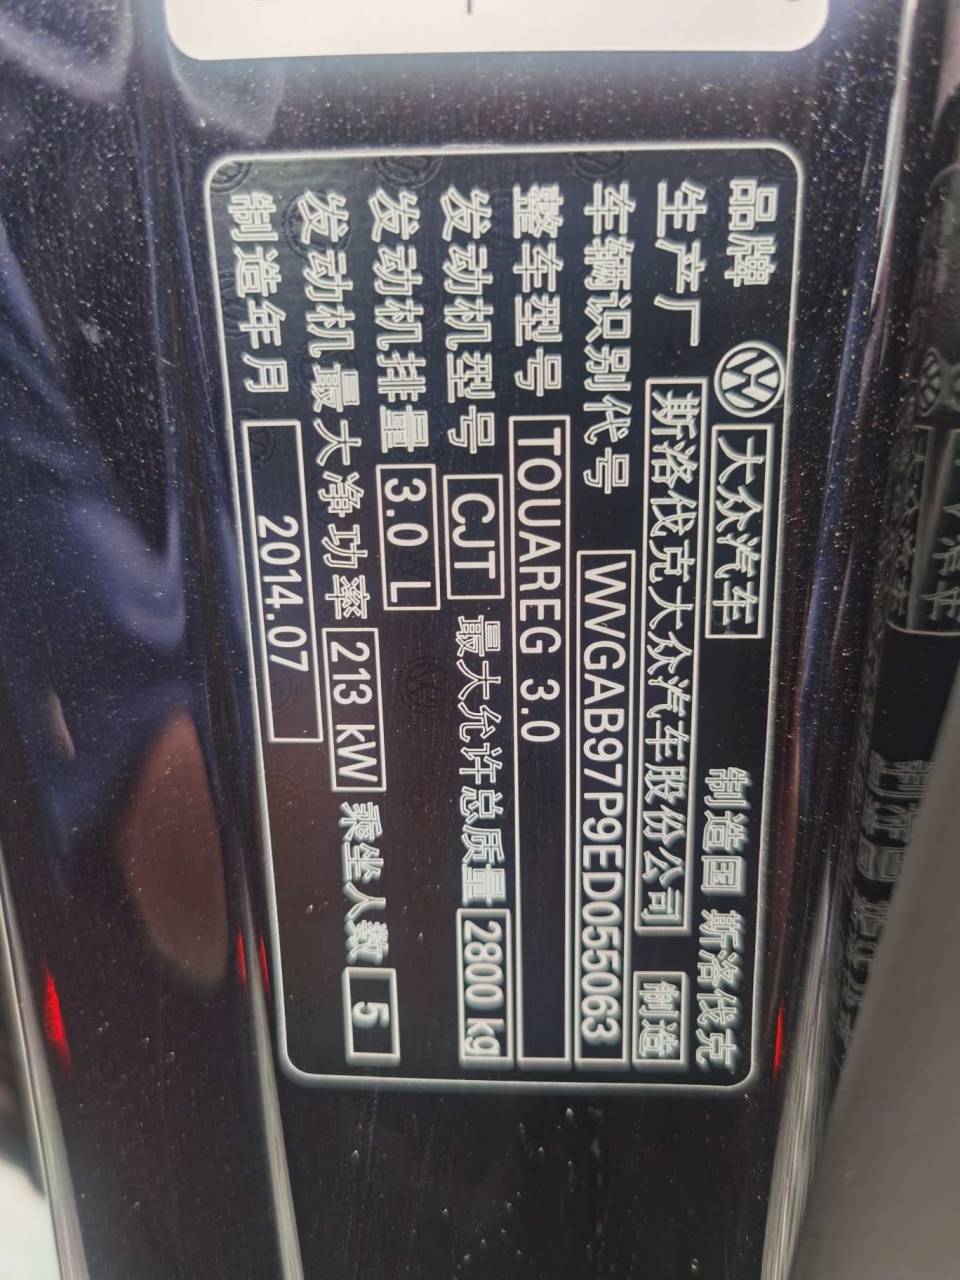 品牌 大众汽车 制造国 斯洛伐克
生产厂 斯洛伐克大众汽车股份公司 制造
车辆识别代号 WVGAB97P9ED055063
整车型号 TOUAREG 3.0
发动机型号 CJT 最大允许总质量 2800 kg
发动机排量 3.0 L
发动机最大净功率 213 kW 乘坐人数 5
制造年月 2014.07